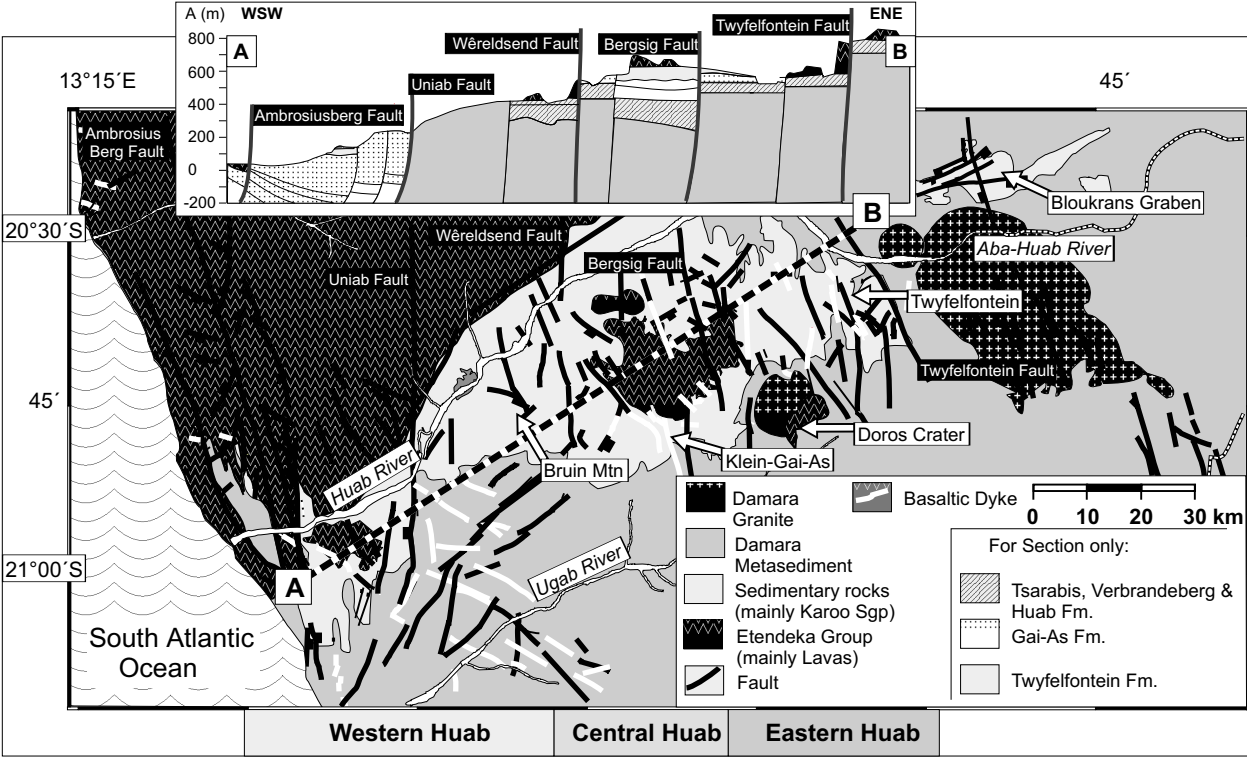 A (m) WSW
ENE
800
600
400
200
0
-200
A
B
Ambrosiusberg Fault
Uniab Fault
Wêreldsend Fault
Bergsig Fault
Twyfelfontein Fault
13°15´E
45´
20°30´S
45´
21°00´S
Ambrosius
Berg Fault
Wêreldsend Fault
Uniab Fault
Bergsig Fault
B
Bloukrans Graben
Aba-Huab River
Twyfelfontein
Twyfelfontein Fault
Doros Crater
Klein-Gai-As
Bruin Mtn
Huab River
Ugab River
A
South Atlantic
Ocean
Damara
Granite
Damara
Metasediment
Sedimentary rocks
(mainly Karoo Sgp)
Etendeka Group
(mainly Lavas)
Fault
Basaltic Dyke
0 10 20 30 km
For Section only:
Tsarabis, Verbrandeberg &
Huab Fm.
Gai-As Fm.
Twyfelfontein Fm.
Western Huab
Central Huab
Eastern Huab